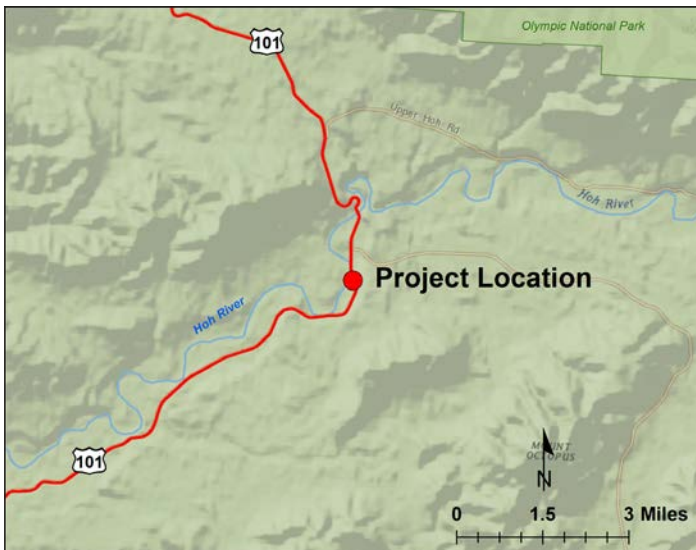 Olympic National Park
101
Upper Hoh Rd
Hoh River
Project Location
Hoh River
101
MOUNT
OCTOPUS
N
0 1.5 3 Miles